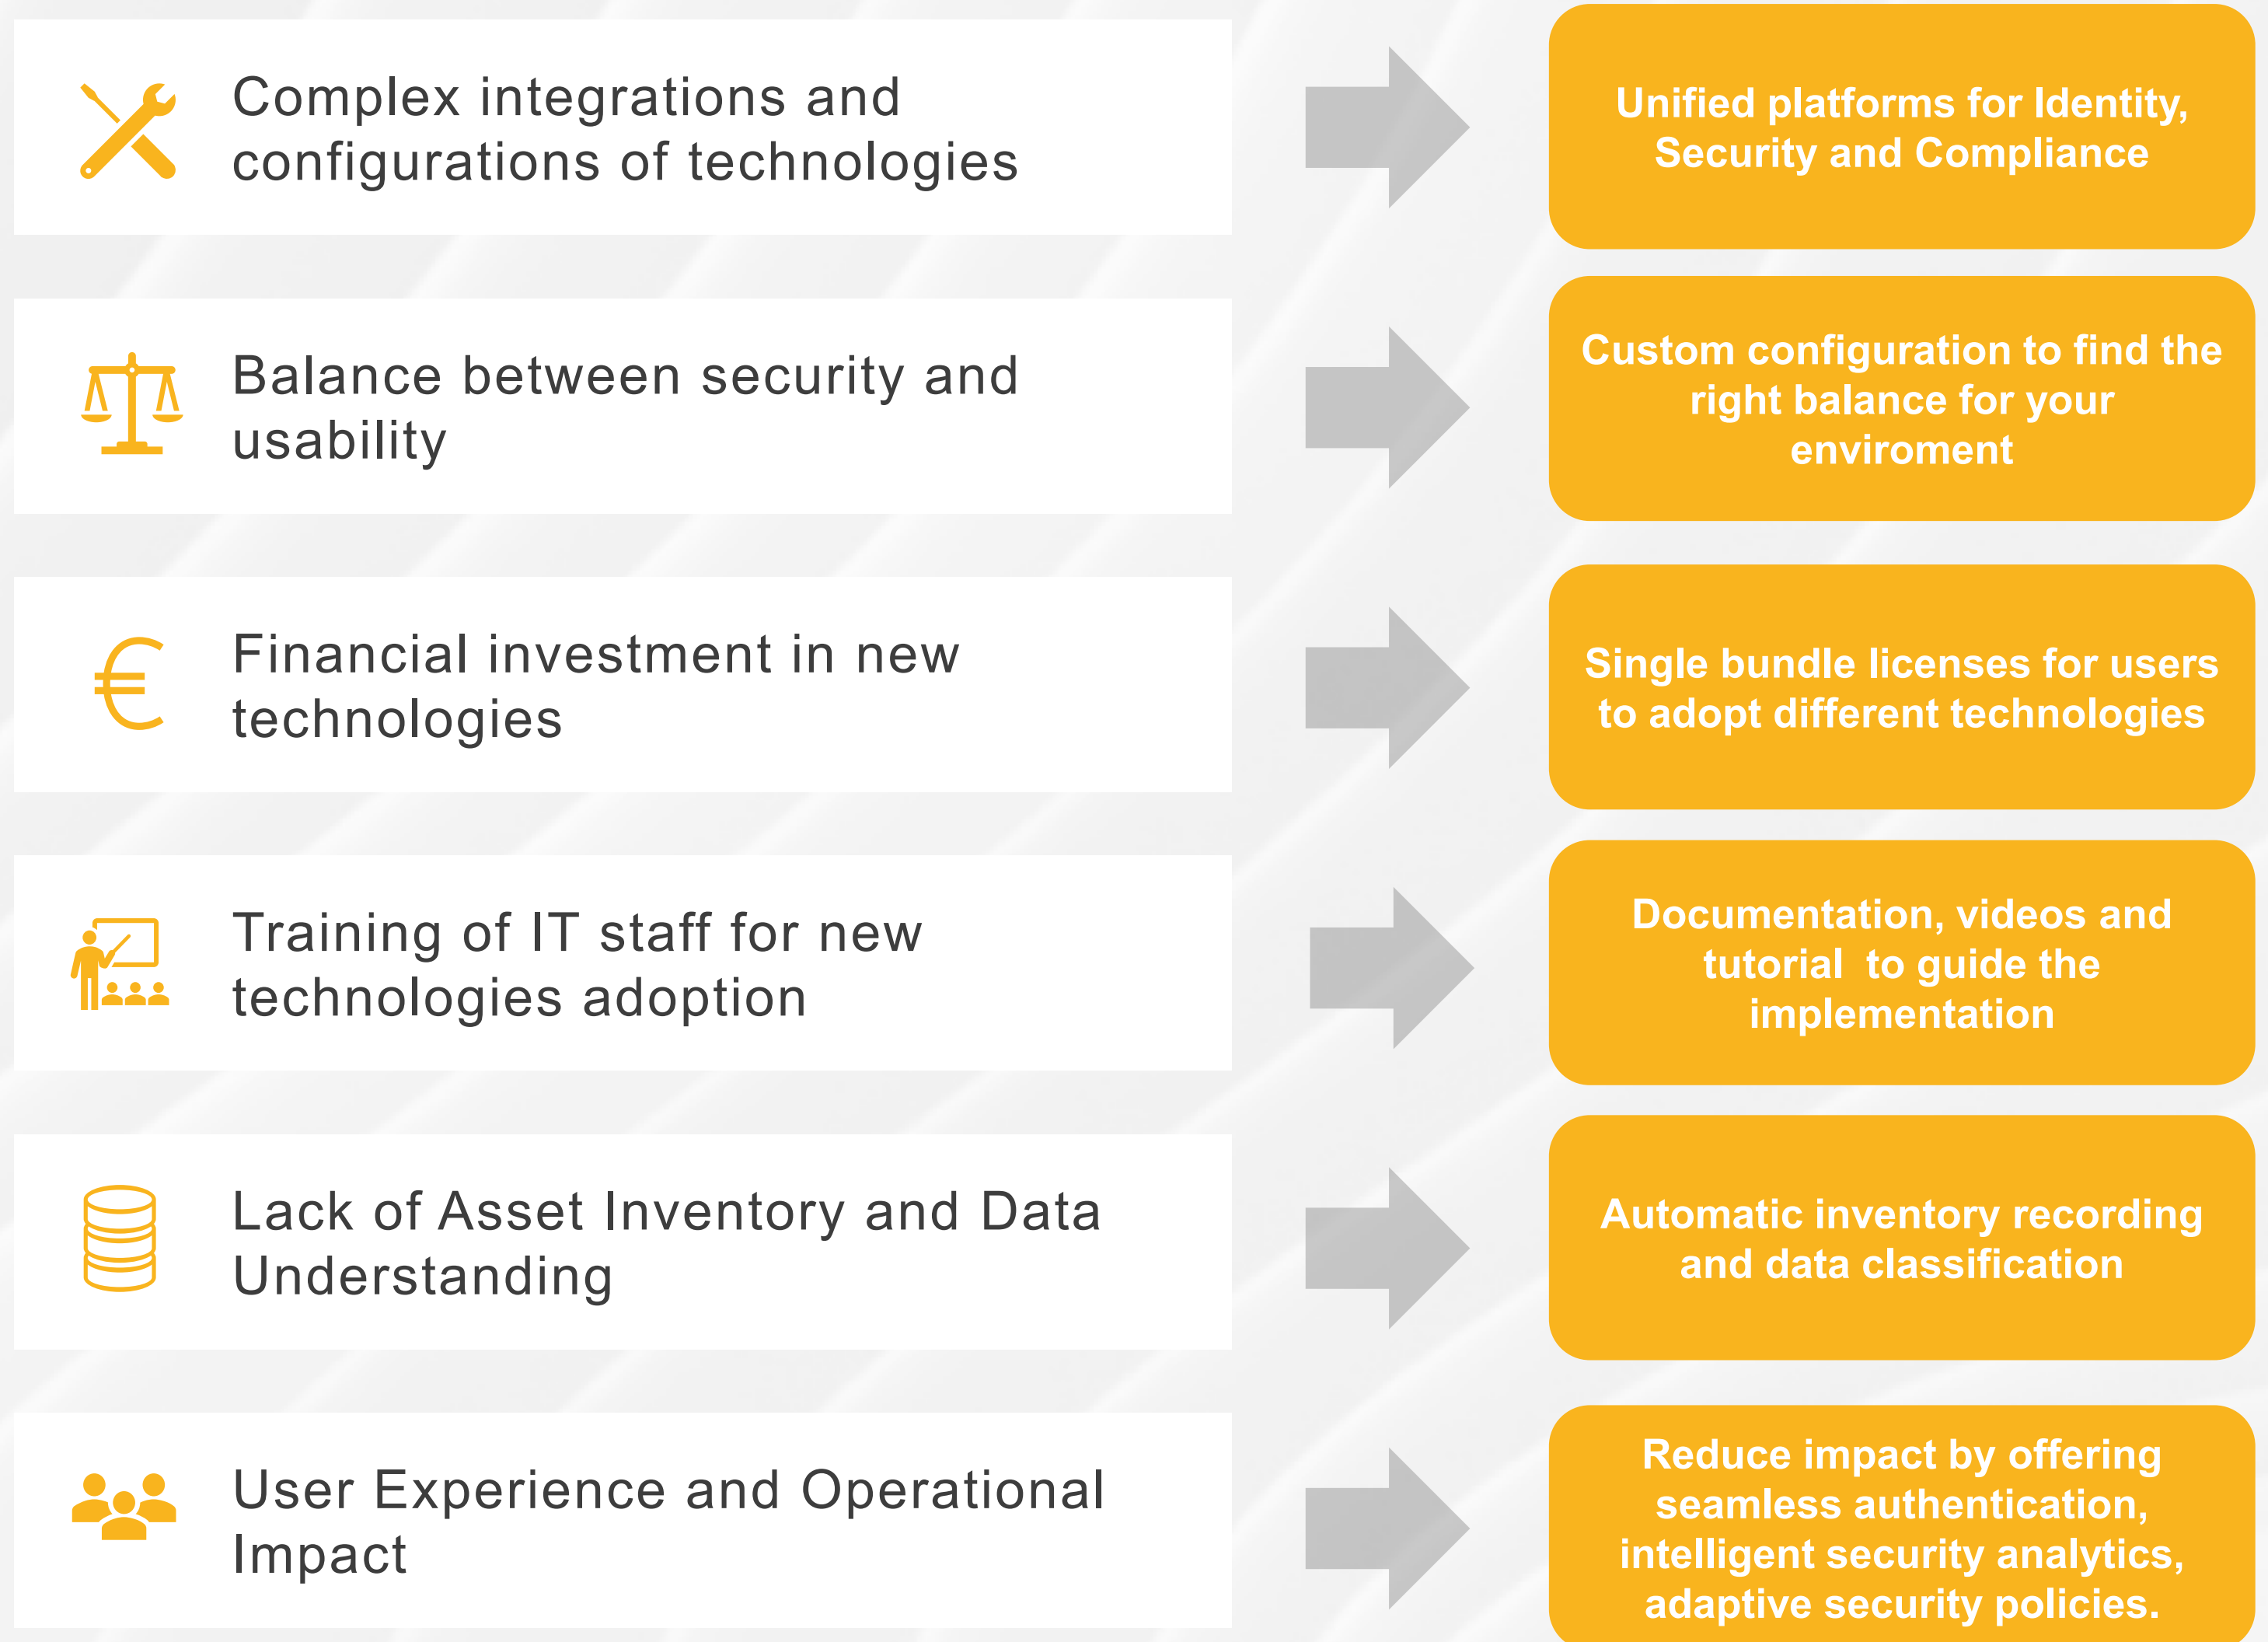 Complex integrations and
configurations of technologies
Unified platforms for Identity,
Security and Compliance
Balance between security and
usability
Custom configuration to find the
right balance for your
enviroment
Financial investment in new
technologies
Single bundle licenses for users
to adopt different technologies
Training of IT staff for new
technologies adoption
Documentation, videos and
tutorial  to guide the
implementation
Lack of Asset Inventory and Data
Understanding
Automatic inventory recording
and data classification
User Experience and Operational
Impact
Reduce impact by offering
seamless authentication,
intelligent security analytics,
adaptive security policies.